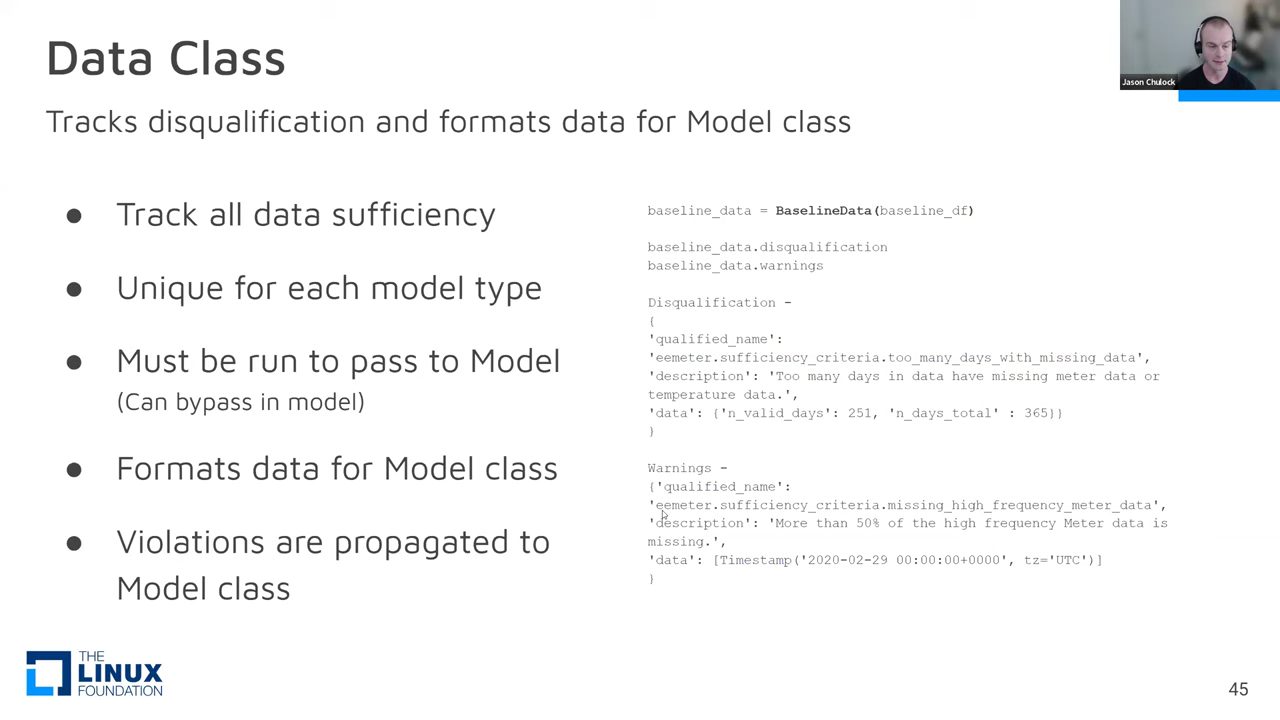 Data Class
Jason Chulock
Tracks disqualification and formats data for Model class
● Track all data sufficiency
● Unique for each model type
● Must be run to pass to Model
(Can bypass in model)
● Formats data for Model class
● Violations are propagated to
Model class
baseline_data = BaselineData(baseline_df)
baseline_data.disqualification
baseline_data.warnings
Disqualification -
{
'qualified_name':
'eemeter.sufficiency_criteria.too_many_days_with_missing_data',
'description': 'Too many days in data have missing meter data or
temperature data.',
'data': {'n_valid_days': 251, 'n_days_total' : 365}}
}
Warnings -
{'qualified_name':
'eemeter.sufficiency_criteria.missing_high_frequency_meter_data',
'description': 'More than 50% of the high frequency Meter data is
missing.',
'data': [Timestamp('2020-02-29 00:00:00+0000', tz='UTC')]
}
THE
LINUX
FOUNDATION
45